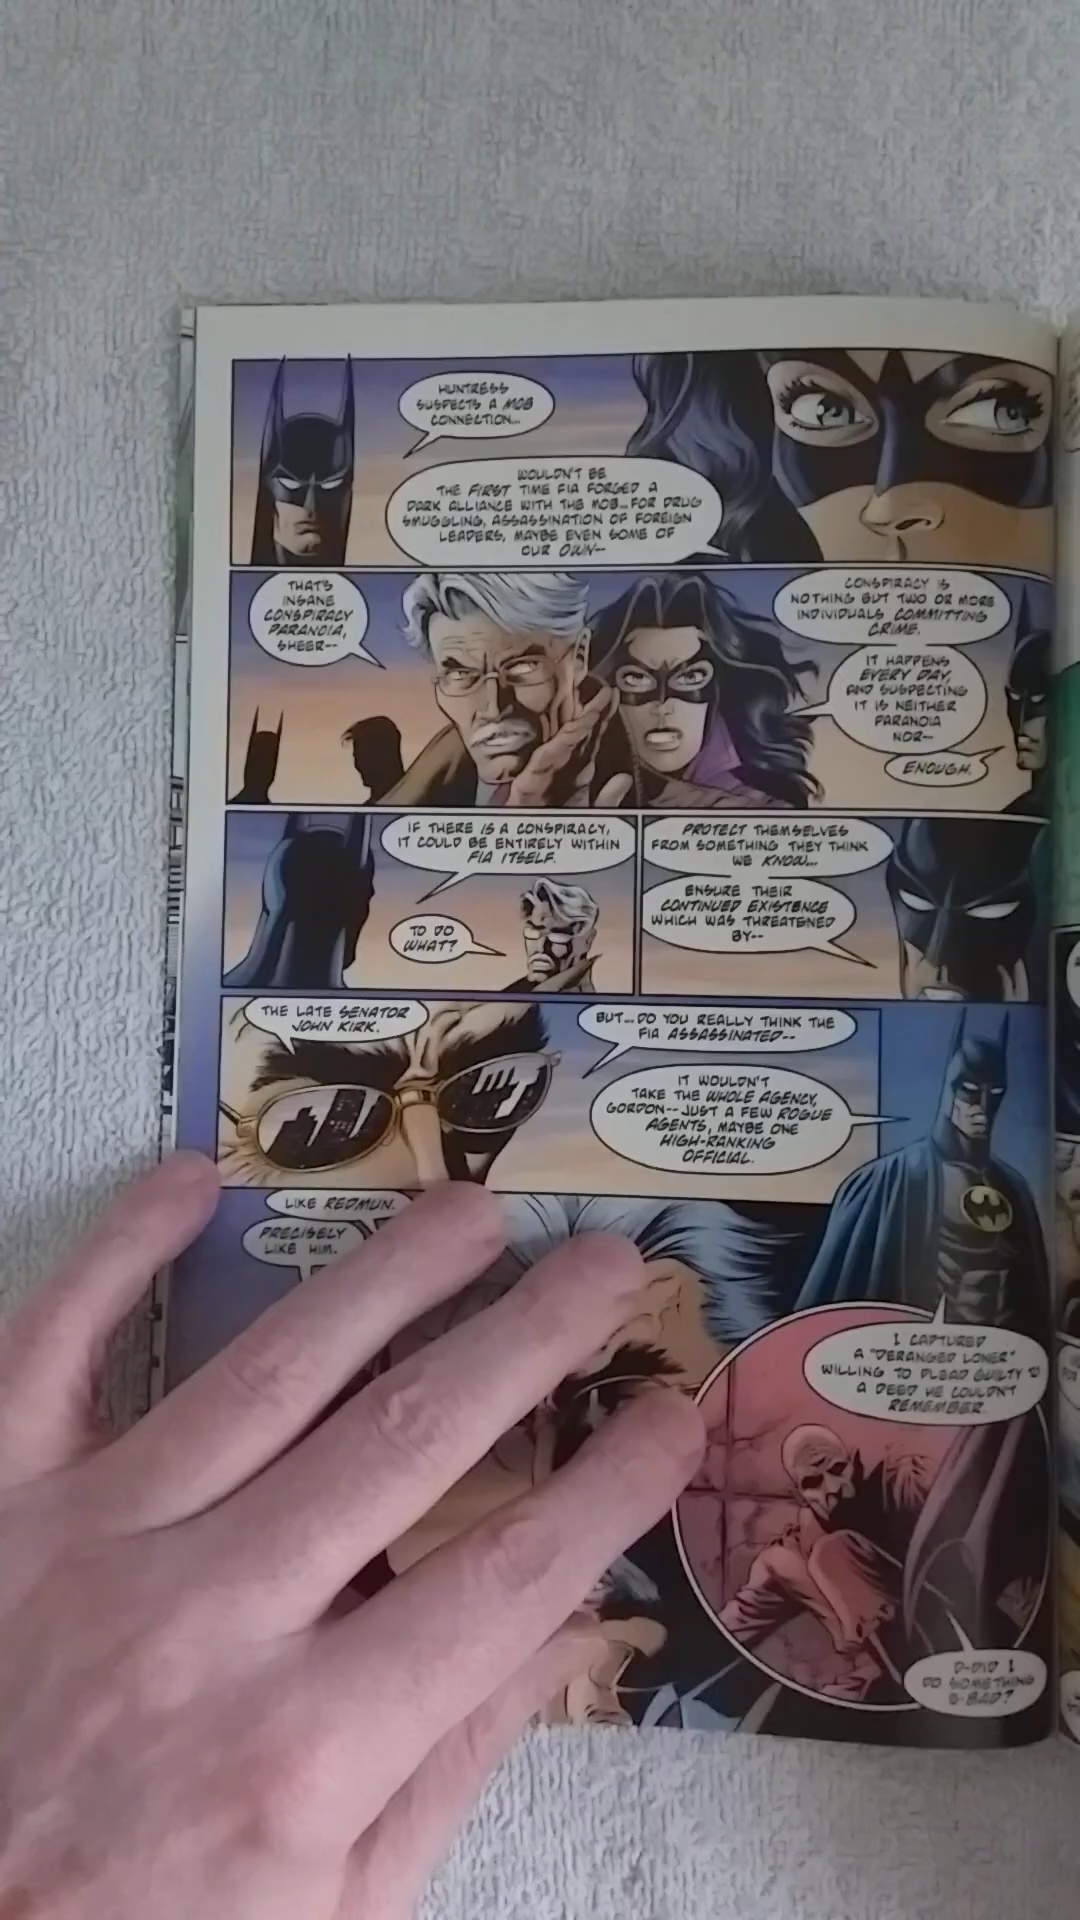 HUNTRESS
SUSPECTS A MOB
CONNECTION...
WOULDN'T BE
THE FIRST TIME FIA FORGED A
DARK ALLIANCE WITH THE MOB...FOR DRUG
SMUGGLING, ASSASSINATION OF FOREIGN
LEADERS, MAYBE EVEN SOME OF
OUR OWN--
THAT'S
INSANE
CONSPIRACY
PARANOIA,
SHEER--
CONSPIRACY IS
NOTHING BUT TWO OR MORE
INDIVIDUALS COMMITTING
CRIME.
IT HAPPENS
EVERY DAY,
AND SUSPECTING
IT IS NEITHER
PARANOIA
NOR--
ENOUGH.
IF THERE IS A CONSPIRACY,
IT COULD BE ENTIRELY WITHIN
FIA ITSELF.
TO DO
WHAT?
PROTECT THEMSELVES
FROM SOMETHING THEY THINK
WE KNOW...
ENSURE THEIR
CONTINUED EXISTENCE
WHICH WAS THREATENED
BY--
THE LATE SENATOR
JOHN KIRK.
BUT...DO YOU REALLY THINK THE
FIA ASSASSINATED--
IT WOULDN'T
TAKE THE WHOLE AGENCY,
GORDON--JUST A FEW ROGUE
AGENTS, MAYBE ONE
HIGH-RANKING
OFFICIAL.
LIKE REDMUN.
PRECISELY
LIKE HIM.
I CAPTURED
A "DERANGED LONER"
WILLING TO PLEAD GUILTY TO
A DEED HE COULDN'T
REMEMBER.
D-DID I
DO SOMETHING
B-BAD?